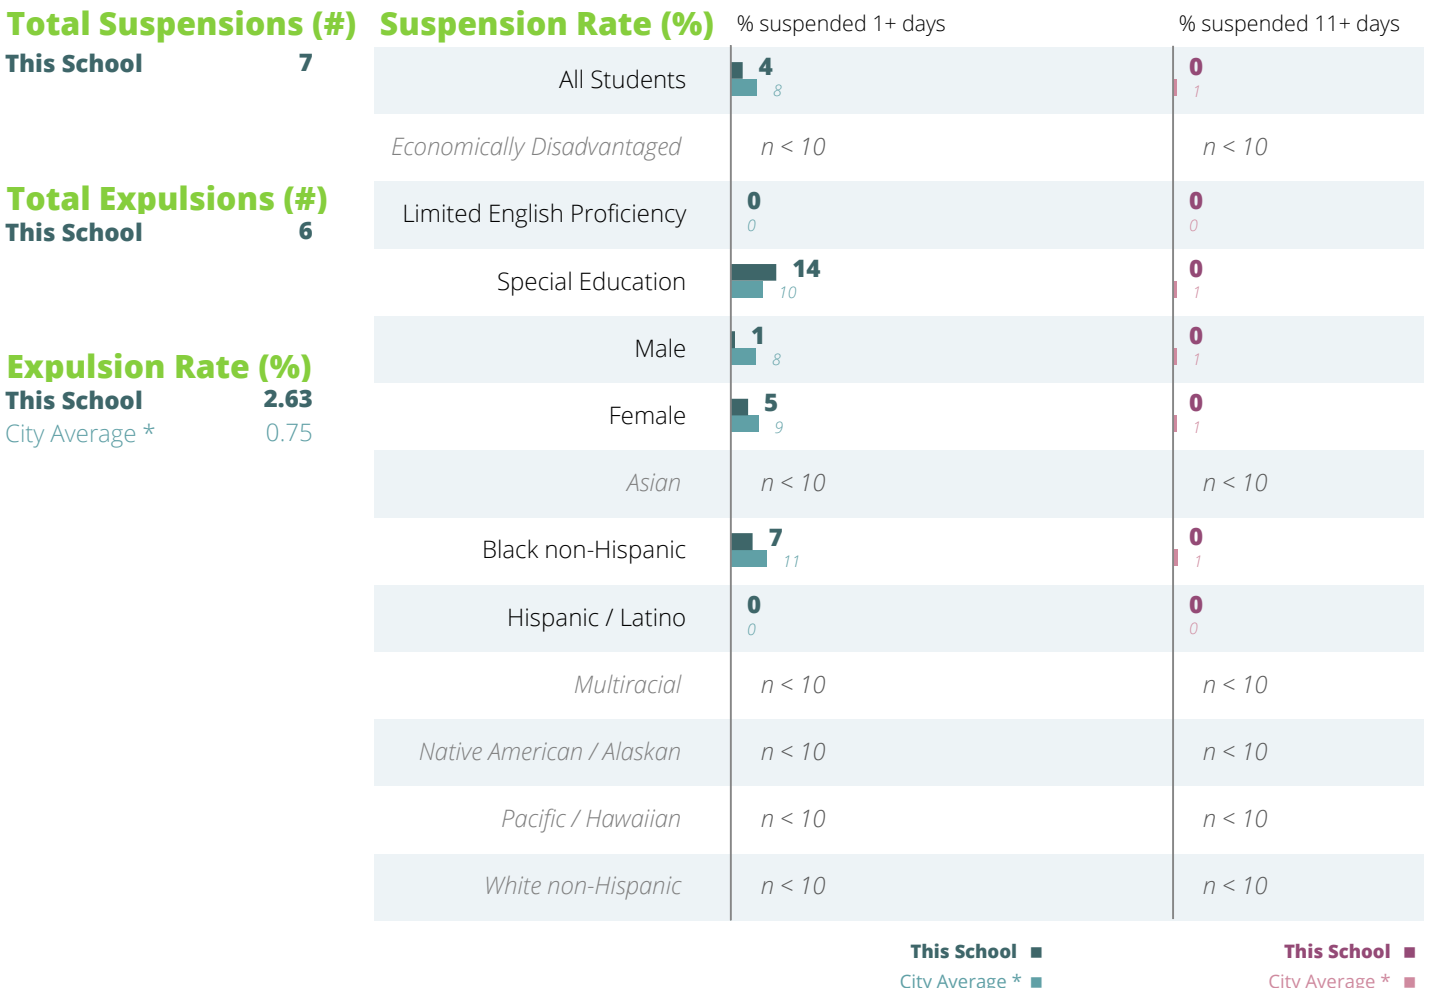 Total Suspensions (#)
This School 7
Total Expulsions (#)
This School 6
Expulsion Rate (%)
This School 2.63
City Average * 0.75
Suspension Rate (%) % suspended 1+ days % suspended 11+ days
All Students 4 8 0 1
Economically Disadvantaged n < 10 n < 10
Limited English Proficiency 0 0 0 0
Special Education 14 10 0 1
Male 1 8 0 1
Female 5 9 0 1
Asian n < 10 n < 10
Black non-Hispanic 7 11 0 1
Hispanic / Latino 0 0 0 0
Multiracial n < 10 n < 10
Native American / Alaskan n < 10 n < 10
Pacific / Hawaiian n < 10 n < 10
White non-Hispanic n < 10 n < 10
This School This School
City Average * City Average *